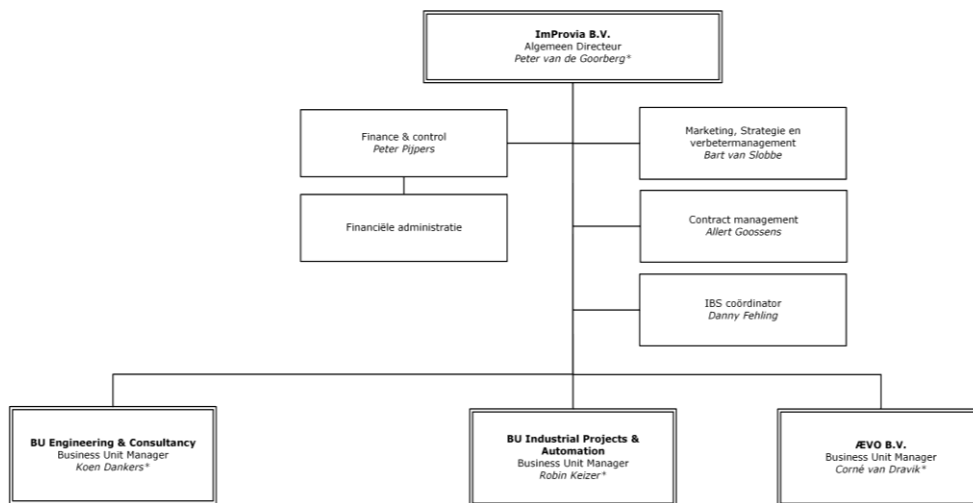 ImProvia B.V.
Algemeen Directeur
Peter van de Goorberg*
Finance & control
Peter Pijpers
Marketing, Strategie en
verbetermanagement
Bart van Slobbe
Financiële administratie
Contract management
Allert Goossens
IBS coördinator
Danny Fehling
BU Engineering & Consultancy
Business Unit Manager
Koen Dankers*
BU Industrial Projects &
Automation
Business Unit Manager
Robin Keizer*
ÆVO B.V.
Business Unit Manager
Corné van Dravik*